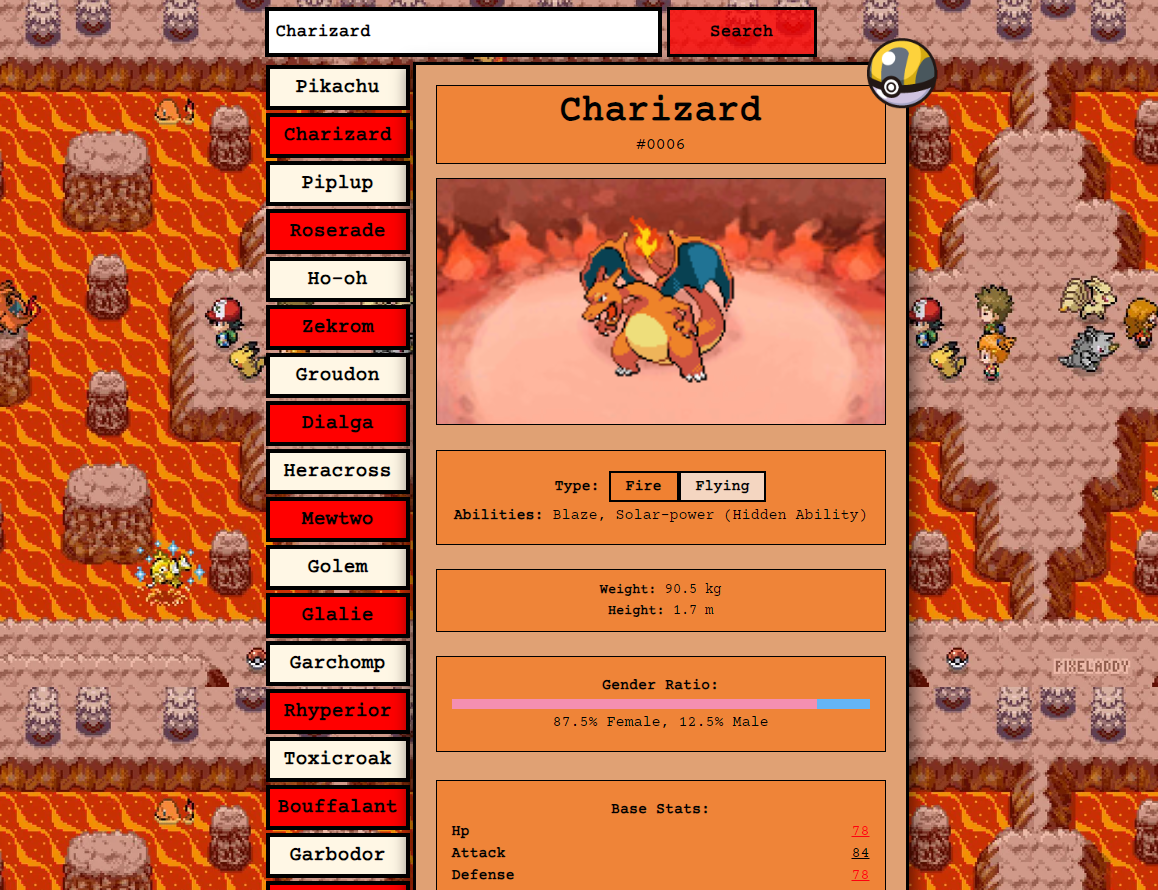 Charizard
Search
Pikachu
Charizard
Piplup
Roserade
Ho-oh
Zekrom
Groudon
Dialga
Heracross
Mewtwo
Golem
Glalie
Garchomp
Rhyperior
Toxicroak
Bouffalant
Garbodor
Charizard
#0006
Type: Fire Flying
Abilities: Blaze, Solar-power (Hidden Ability)
Weight: 90.5 kg
Height: 1.7 m
Gender Ratio:
87.5% Female, 12.5% Male
Base Stats:
Hp 78
Attack 84
Defense 78
PIXELADDY